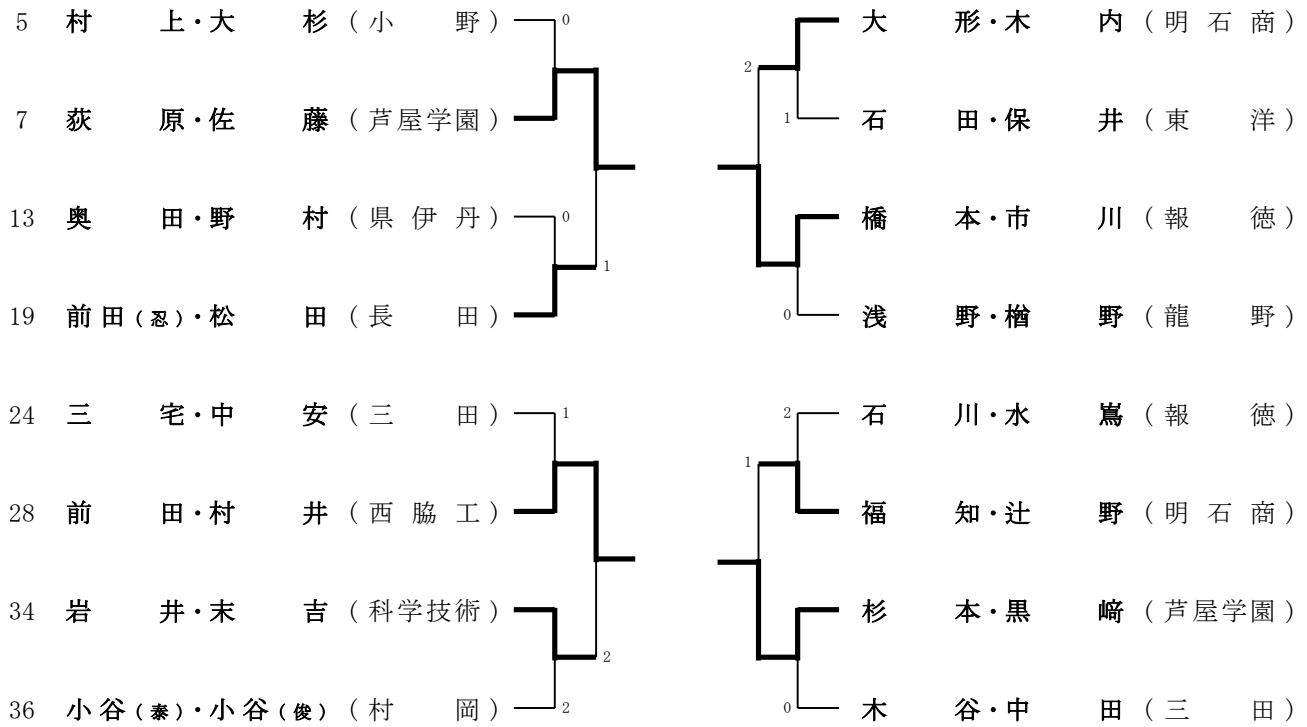 5 村上・大杉（小野） 0 大形・木内（明石商）
2
7 荻原・佐藤（芦屋学園） 1 石田・保井（東洋）
13 奥田・野村（県伊丹） 0 橋本・市川（報徳）
1
19 前田（忍）・松田（長田） 0 浅野・楢野（龍野）
24 三宅・中安（三田） 1 2 石川・水嶌（報徳）
1
28 前田・村井（西脇工） 福知・辻野（明石商）
34 岩井・末吉（科学技術） 杉本・黒﨑（芦屋学園）
2
36 小谷（泰）・小谷（俊）（村岡） 2 0 木谷・中田（三田）